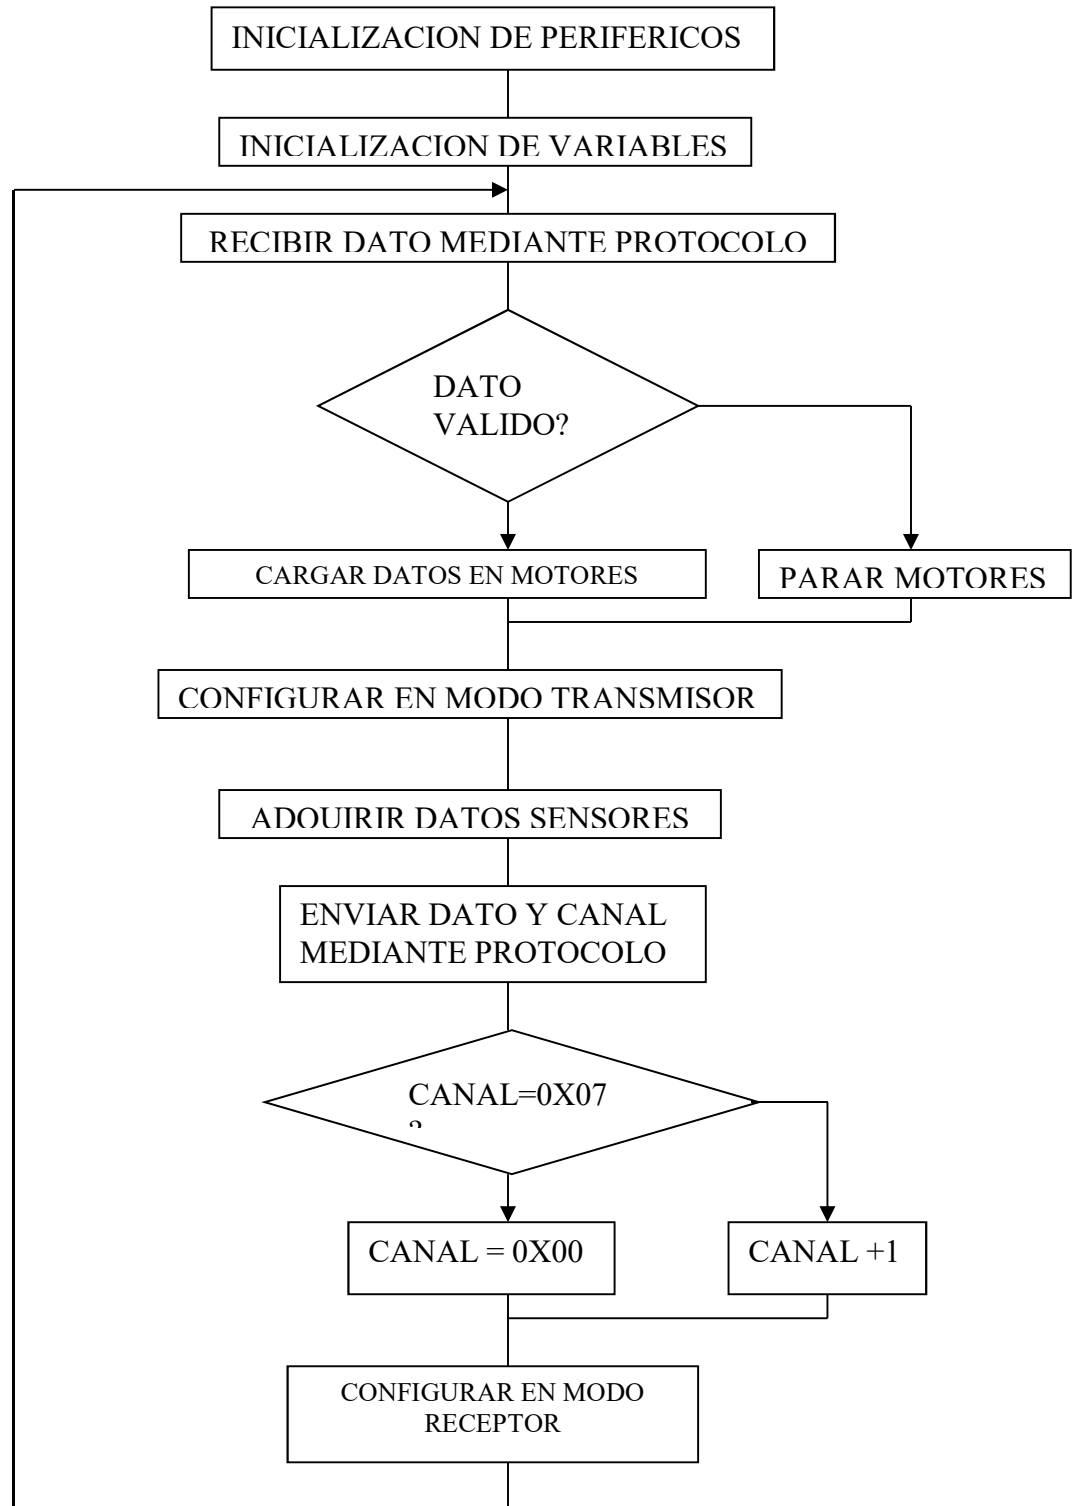 INICIALIZACION DE PERIFERICOS
INICIALIZACION DE VARIABLES
RECIBIR DATO MEDIANTE PROTOCOLO
DATO
VALIDO?
CARGAR DATOS EN MOTORES
PARAR MOTORES
CONFIGURAR EN MODO TRANSMISOR
ADQUIRIR DATOS SENSORES
ENVIAR DATO Y CANAL
MEDIANTE PROTOCOLO
CANAL=0X07
?
CANAL = 0X00
CANAL +1
CONFIGURAR EN MODO
RECEPTOR